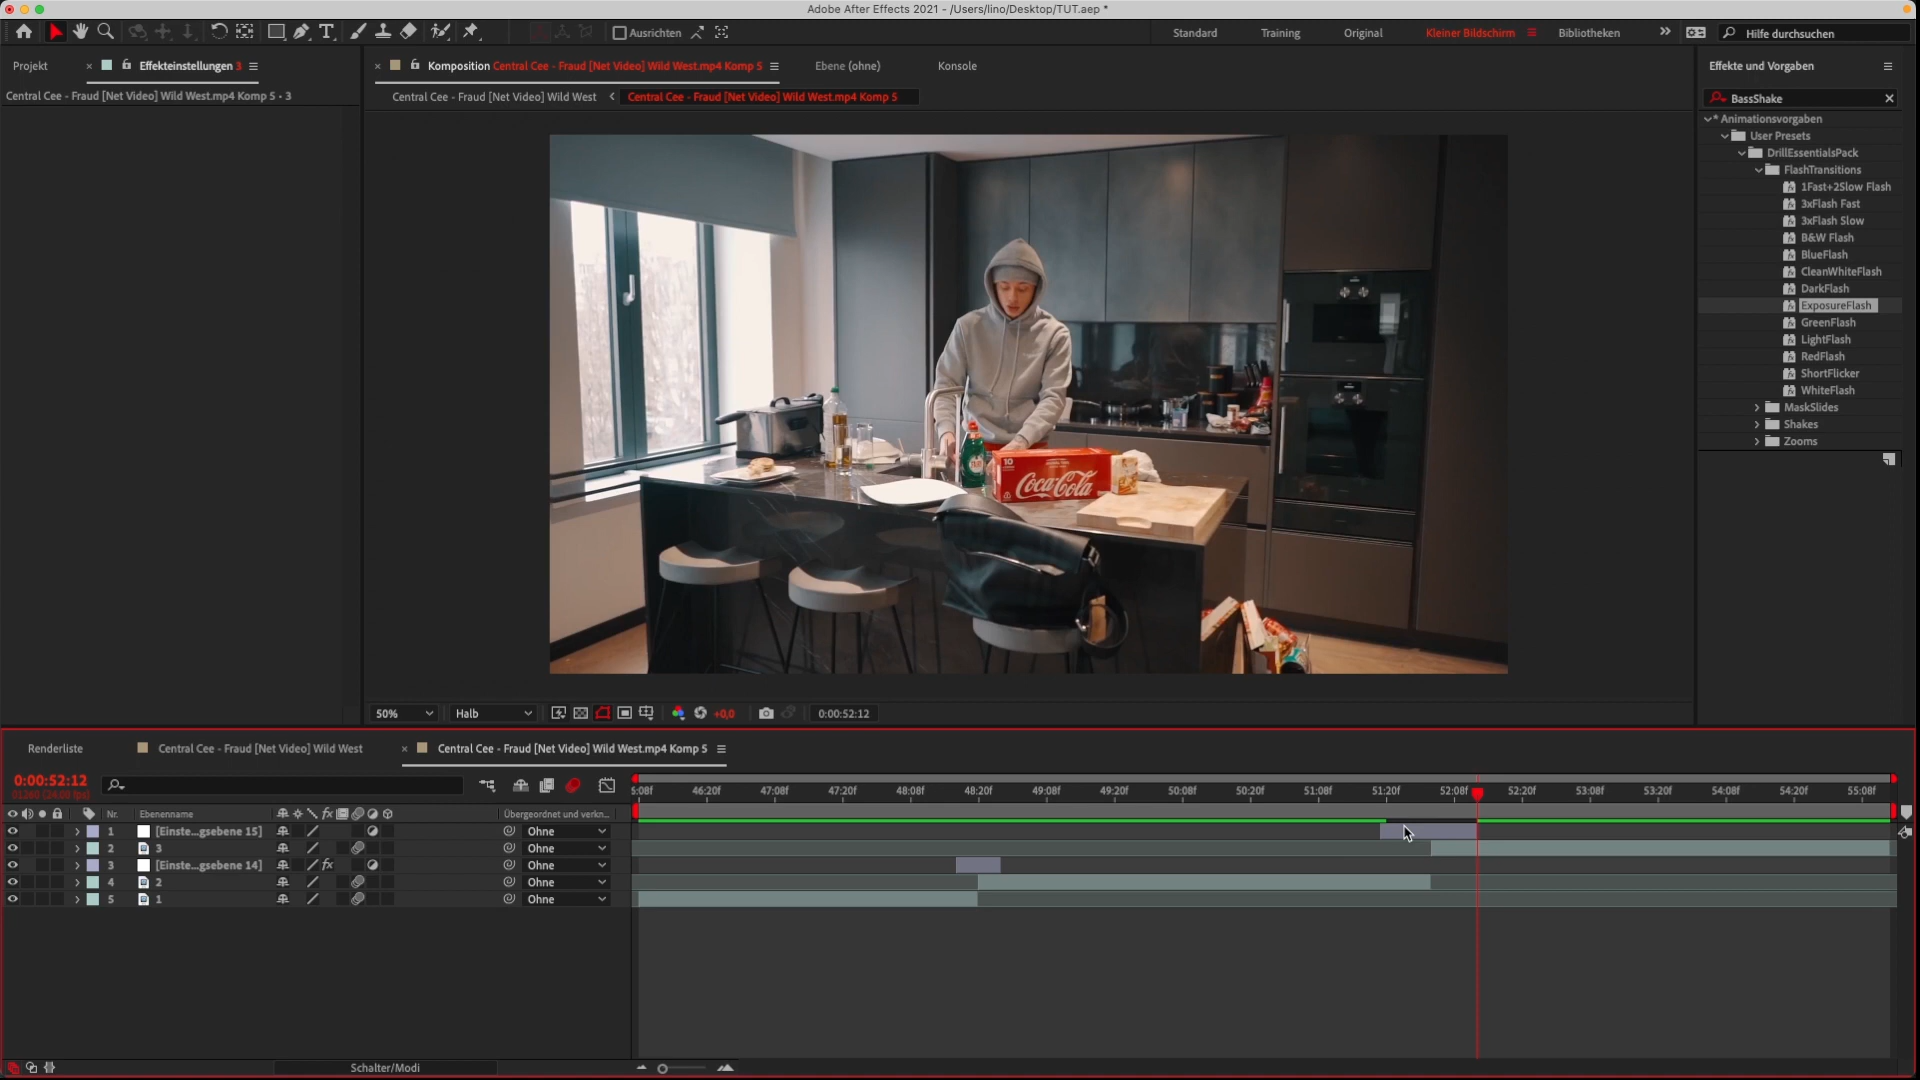 Adobe After Effects 2021 - /Users/lino/Desktop/TUT.aep *
Ausrichten
Standard
Training
Original
Kleiner Bildschirm
Bibliotheken
Hilfe durchsuchen
Projekt
Effekteinstellungen 3
Central Cee - Fraud [Net Video] Wild West.mp4 Komp 5 • 3
Komposition Central Cee - Fraud [Net Video] Wild West.mp4 Komp 5
Ebene (ohne)
Konsole
Central Cee - Fraud [Net Video] Wild West
Central Cee - Fraud [Net Video] Wild West.mp4 Komp 5
Effekte und Vorgaben
BassShake
* Animationsvorgaben
User Presets
DrillEssentialsPack
FlashTransitions
1Fast+2Slow Flash
3xFlash Fast
3xFlash Slow
B&W Flash
BlueFlash
CleanWhiteFlash
DarkFlash
ExposureFlash
GreenFlash
LightFlash
RedFlash
ShortFlicker
WhiteFlash
MaskSlides
Shakes
Zooms
10
Coca-Cola
50%
Halb
+0,0
0:00:52:12
Renderliste
Central Cee - Fraud [Net Video] Wild West
Central Cee - Fraud [Net Video] Wild West.mp4 Komp 5
0:00:52:12
01260 (24.00 fps)
5:08f
46:20f
47:08f
47:20f
48:08f
48:20f
49:08f
49:20f
50:08f
50:20f
51:08f
51:20f
52:08f
52:20f
53:08f
53:20f
54:08f
54:20f
55:08f
Nr.
Ebenenname
fx
Übergeordnet und verkn...
1 [Einste...gsebene 15] Ohne
2 3 Ohne
3 [Einste...gsebene 14] fx Ohne
4 2 Ohne
5 1 Ohne
Schalter/Modi